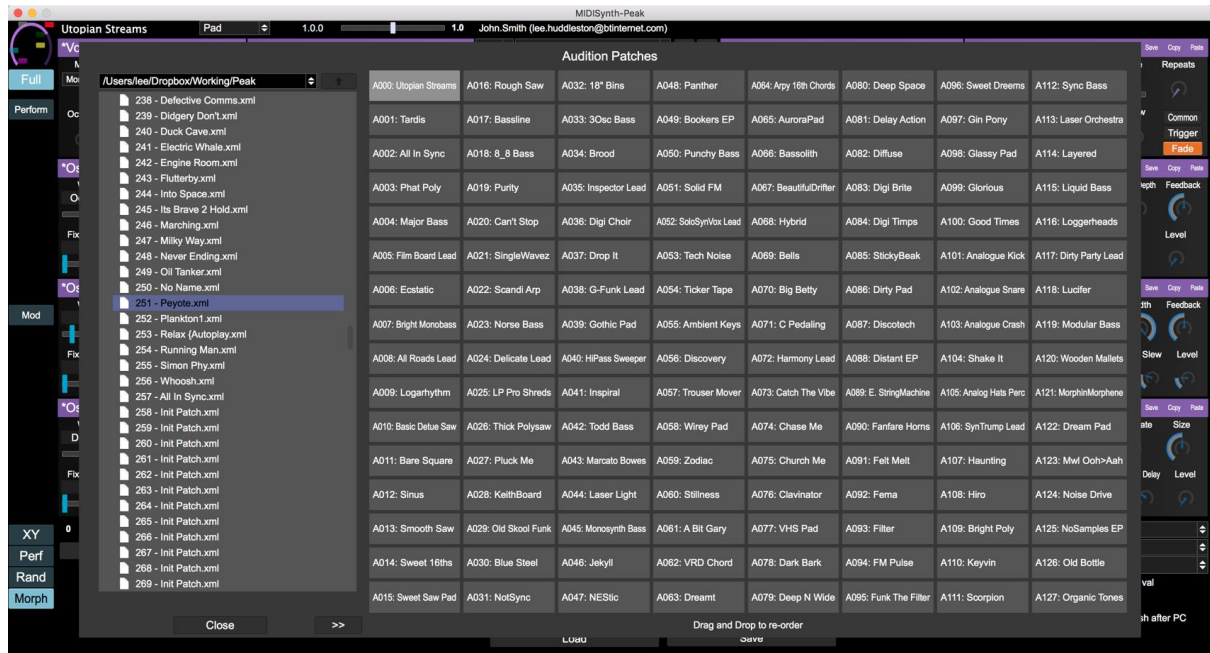 MIDISynth-Peak
Utopian Streams Pad 1.0.0 1.0 John.Smith (lee.huddleston@btinternet.com)
Audition Patches
Save Copy Paste
Repeats
Common
Trigger
Fade
Save Copy Paste
Feedback
Level
Save Copy Paste
Feedback
Slew Level
Save Copy Paste
Size
Delay Level
Full
Perform
Mod
XY
Perf
Rand
Morph
/Users/lee/Dropbox/Working/Peak
238 - Defective Comms.xml
239 - Didgery Don't.xml
240 - Duck Cave.xml
241 - Electric Whale.xml
242 - Engine Room.xml
243 - Flutterby.xml
244 - Into Space.xml
245 - Its Brave 2 Hold.xml
246 - Marching.xml
247 - Milky Way.xml
248 - Never Ending.xml
249 - Oil Tanker.xml
250 - No Name.xml
251 - Peyote.xml
252 - Plankton1.xml
253 - Relax {Autoplay.xml
254 - Running Man.xml
255 - Simon Phy.xml
256 - Whoosh.xml
257 - All In Sync.xml
258 - Init Patch.xml
259 - Init Patch.xml
260 - Init Patch.xml
261 - Init Patch.xml
262 - Init Patch.xml
263 - Init Patch.xml
264 - Init Patch.xml
265 - Init Patch.xml
266 - Init Patch.xml
267 - Init Patch.xml
268 - Init Patch.xml
269 - Init Patch.xml
Close >>
A000: Utopian Streams A016: Rough Saw A032: 18" Bins A048: Panther A064: Arpy 16th Chords A080: Deep Space A096: Sweet Dreems A112: Sync Bass
A001: Tardis A017: Bassline A033: 3Osc Bass A049: Bookers EP A065: AuroraPad A081: Delay Action A097: Gin Pony A113: Laser Orchestra
A002: All In Sync A018: 8_8 Bass A034: Brood A050: Punchy Bass A066: Bassolith A082: Diffuse A098: Glassy Pad A114: Layered
A003: Phat Poly A019: Purity A035: Inspector Lead A051: Solid FM A067: BeautifulDrifter A083: Digi Brite A099: Glorious A115: Liquid Bass
A004: Major Bass A020: Can't Stop A036: Digi Choir A052: SoloSynVox Lead A068: Hybrid A084: Digi Timps A100: Good Times A116: Loggerheads
A005: Film Board Lead A021: SingleWavez A037: Drop It A053: Tech Noise A069: Bells A085: StickyBeak A101: Analogue Kick A117: Dirty Party Lead
A006: Ecstatic A022: Scandi Arp A038: G-Funk Lead A054: Ticker Tape A070: Big Betty A086: Dirty Pad A102: Analogue Snare A118: Lucifer
A007: Bright Monobass A023: Norse Bass A039: Gothic Pad A055: Ambient Keys A071: C Pedaling A087: Discotech A103: Analogue Crash A119: Modular Bass
A008: All Roads Lead A024: Delicate Lead A040: HiPass Sweeper A056: Discovery A072: Harmony Lead A088: Distant EP A104: Shake It A120: Wooden Mallets
A009: Logarhythm A025: LP Pro Shreds A041: Inspiral A057: Trouser Mover A073: Catch The Vibe A089: E. StringMachine A105: Analog Hats Perc A121: MorphinMorphene
A010: Basic Detue Saw A026: Thick Polysaw A042: Todd Bass A058: Wirey Pad A074: Chase Me A090: Fanfare Horns A106: SynTrump Lead A122: Dream Pad
A011: Bare Square A027: Pluck Me A043: Marcato Bowes A059: Zodiac A075: Church Me A091: Felt Melt A107: Haunting A123: Mwl Ooh>Aah
A012: Sinus A028: KeithBoard A044: Laser Light A060: Stillness A076: Clavinator A092: Fema A108: Hiro A124: Noise Drive
A013: Smooth Saw A029: Old Skool Funk A045: Monosynth Bass A061: A Bit Gary A077: VHS Pad A093: Filter A109: Bright Poly A125: NoSamples EP
A014: Sweet 16ths A030: Blue Steel A046: Jekyll A062: VRD Chord A078: Dark Bark A094: FM Pulse A110: Keyvin A126: Old Bottle
A015: Sweet Saw Pad A031: NotSync A047: NEStic A063: Dreamt A079: Deep N Wide A095: Funk The Filter A111: Scorpion A127: Organic Tones
Drag and Drop to re-order
0
sh after PC
Load Save